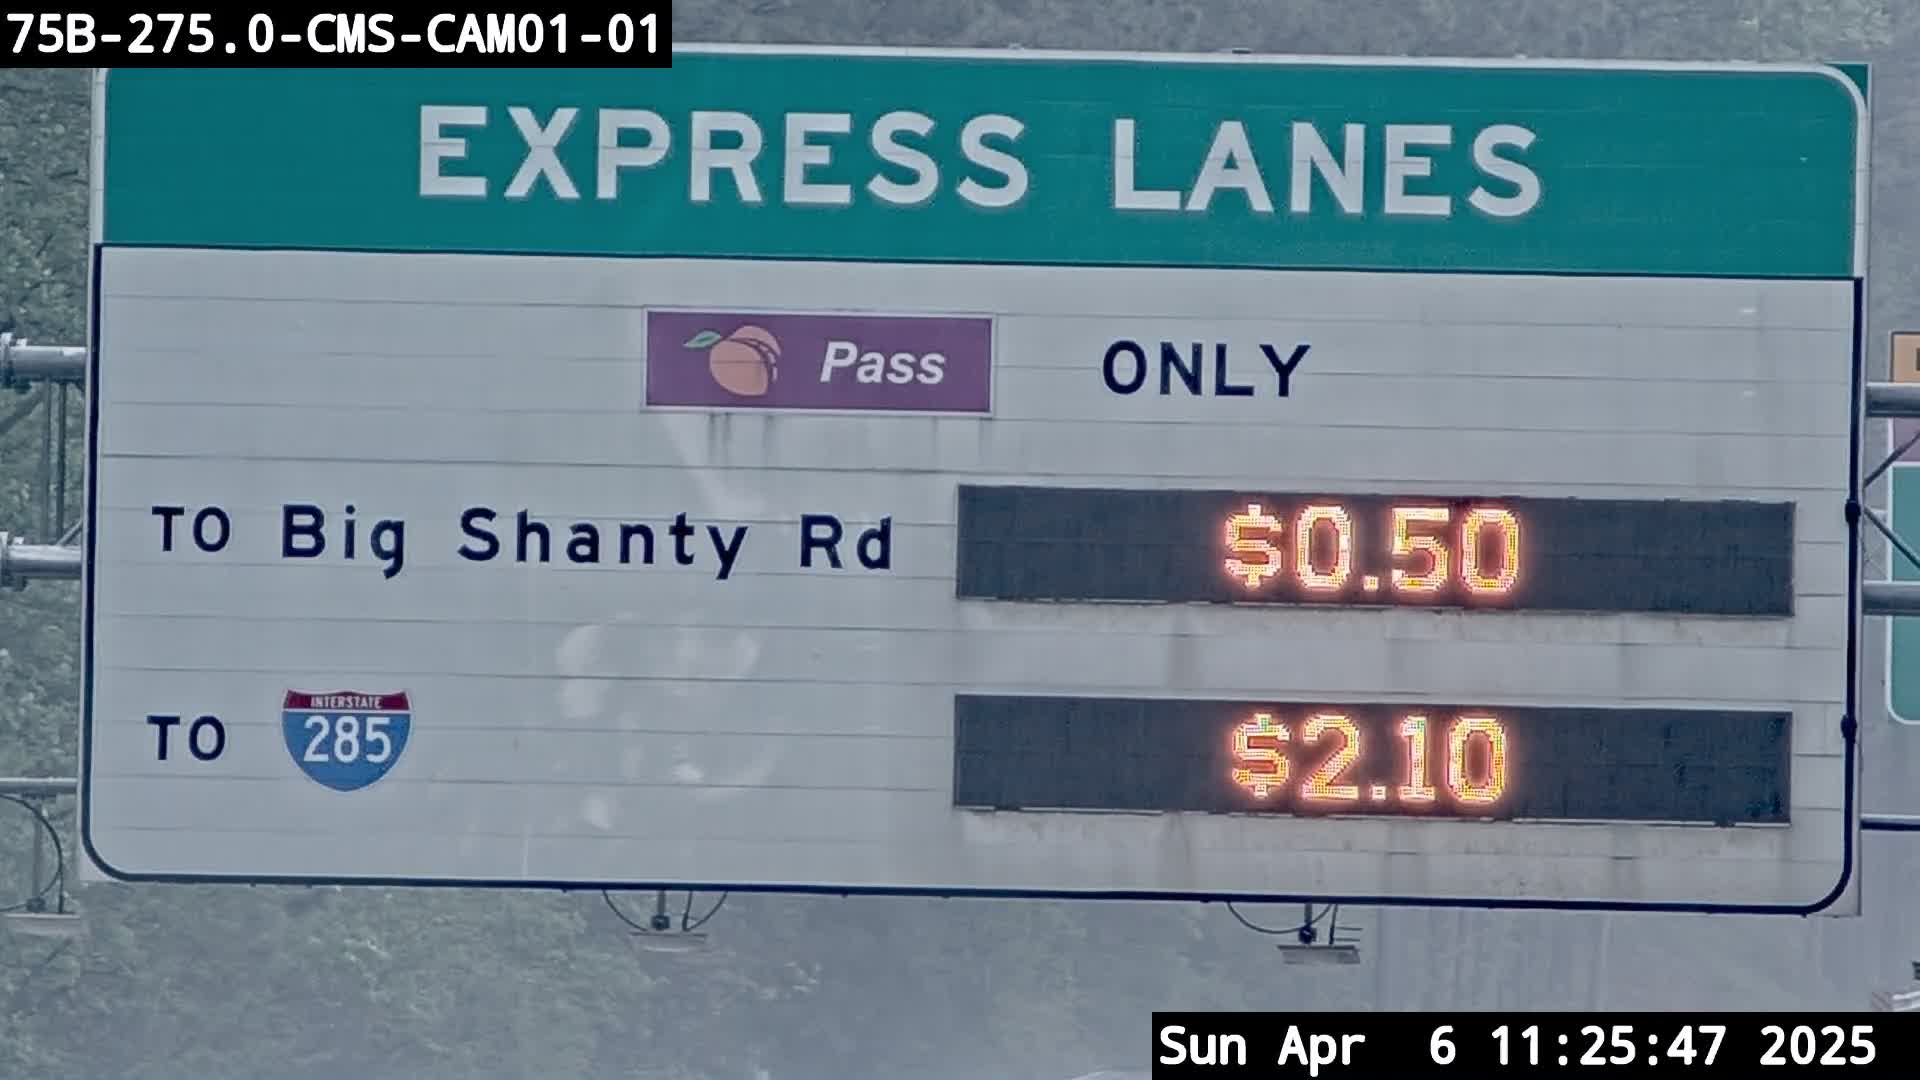 75B-275.0-CMS-CAM01-01
EXPRESS LANES
Pass ONLY
TO Big Shanty Rd $0.50
TO INTERSTATE 285 $2.10
Sun Apr 6 11:25:47 2025